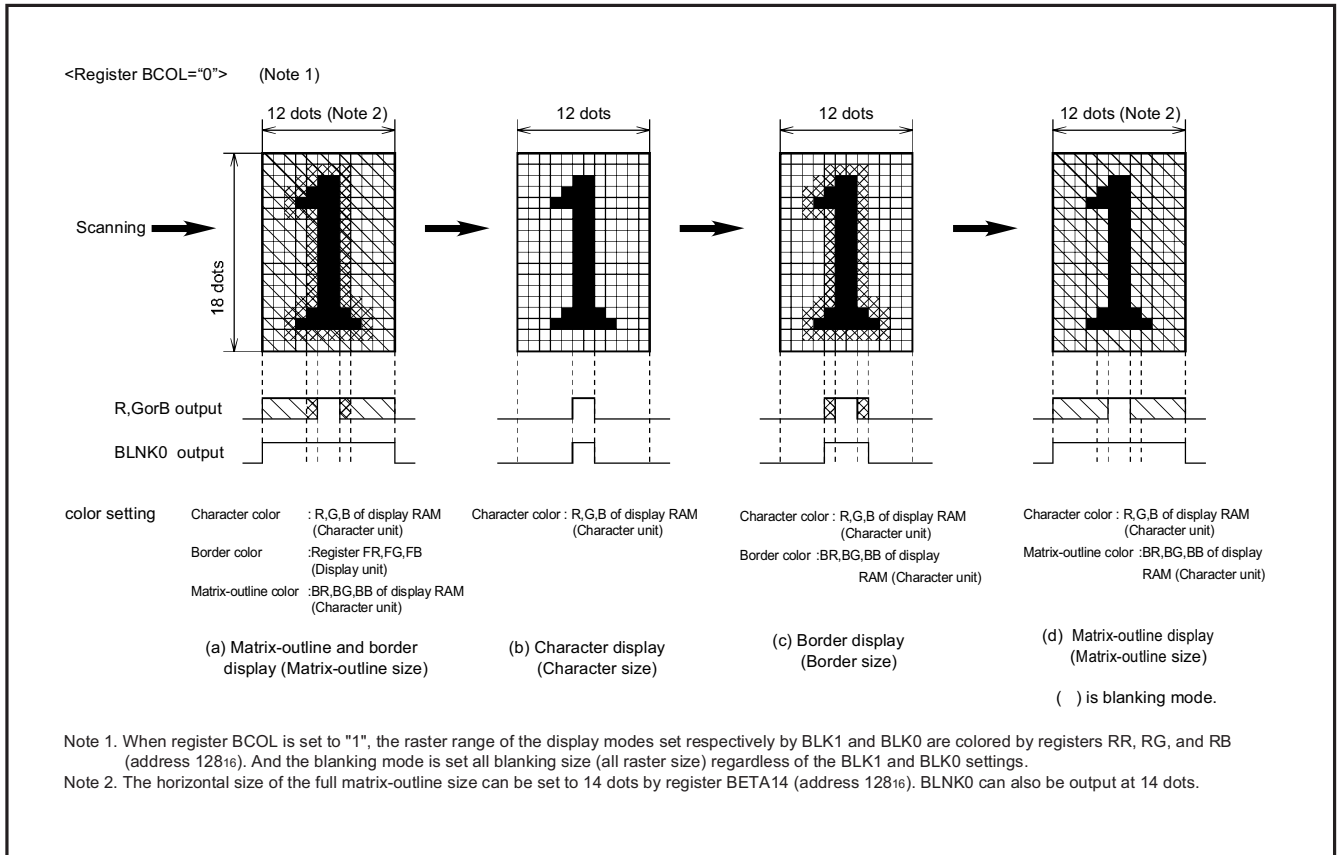 <Register BCOL=“0”> (Note 1)
12 dots (Note 2)
12 dots
12 dots
12 dots (Note 2)
Scanning
18 dots
R,GorB output
BLNK0 output
color setting
Character color : R,G,B of display RAM
(Character unit)
Border color :Register FR,FG,FB
(Display unit)
Matrix-outline color :BR,BG,BB of display RAM
(Character unit)
(a) Matrix-outline and border
display (Matrix-outline size)
Character color : R,G,B of display RAM
(Character unit)
(b) Character display
(Character size)
Character color : R,G,B of display RAM
(Character unit)
Border color :BR,BG,BB of display
RAM (Character unit)
(c) Border display
(Border size)
Character color : R,G,B of display RAM
(Character unit)
Matrix-outline color :BR,BG,BB of display
RAM (Character unit)
(d) Matrix-outline display
(Matrix-outline size)
( ) is blanking mode.
Note 1. When register BCOL is set to "1", the raster range of the display modes set respectively by BLK1 and BLK0 are colored by registers RR, RG, and RB
(address 12816). And the blanking mode is set all blanking size (all raster size) regardless of the BLK1 and BLK0 settings.
Note 2. The horizontal size of the full matrix-outline size can be set to 14 dots by register BETA14 (address 12816). BLNK0 can also be output at 14 dots.